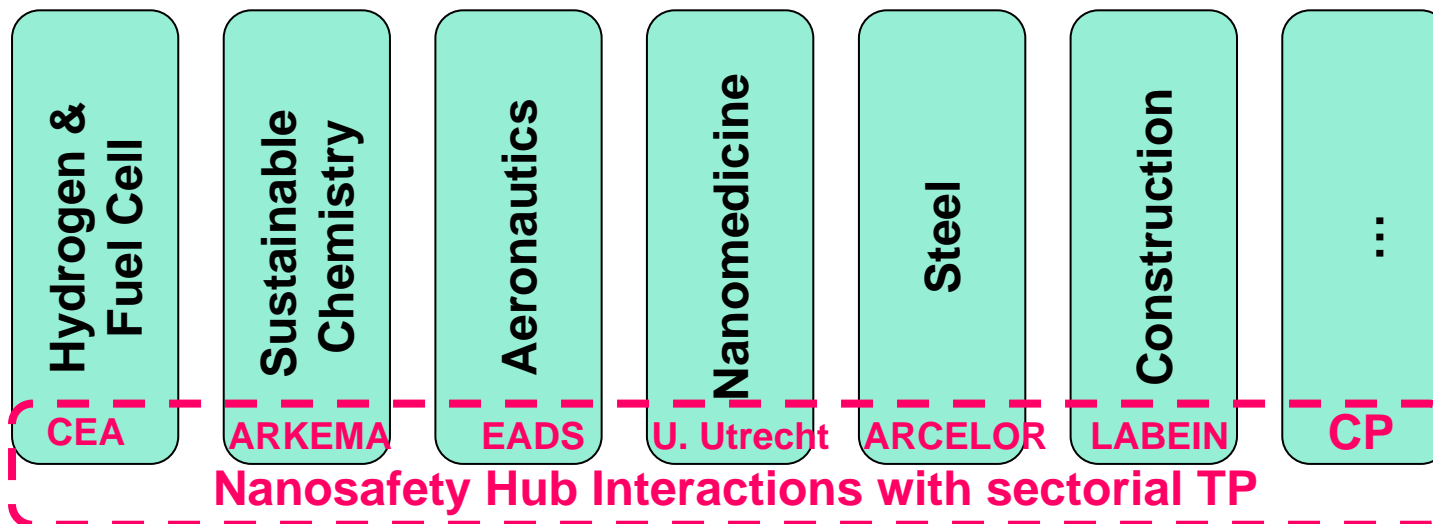 Hydrogen &
Fuel Cell
Sustainable
Chemistry
Aeronautics
Nanomedicine
Steel
Construction
...
CEA
ARKEMA
EADS
U. Utrecht
ARCELOR
LABEIN
CP
Nanosafety Hub Interactions with sectorial TP